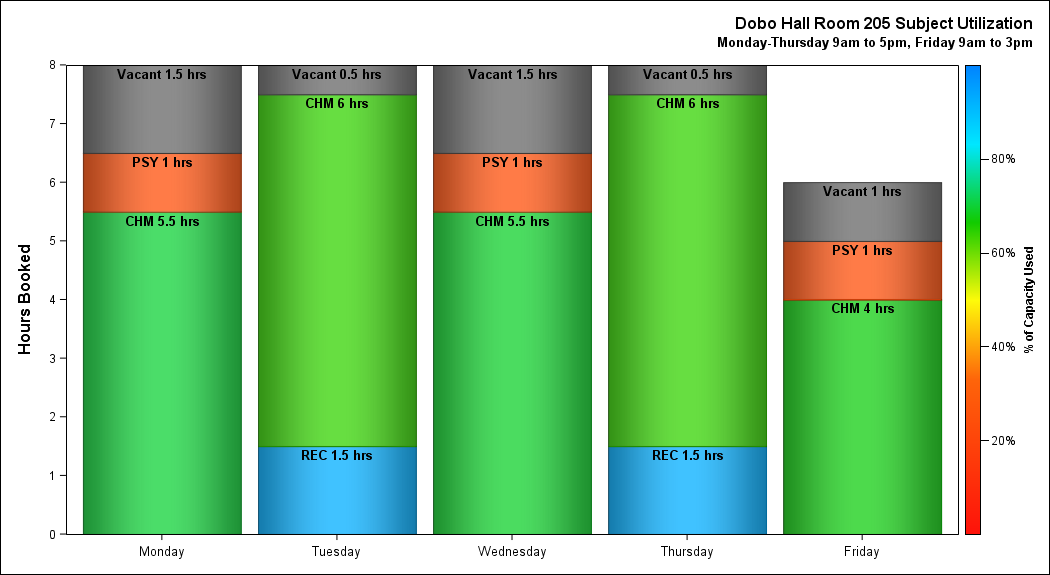 Dobo Hall Room 205 Subject Utilization
Monday-Thursday 9am to 5pm, Friday 9am to 3pm
Hours Booked
8
7
6
5
4
3
2
1
0
Vacant 1.5 hrs
PSY 1 hrs
CHM 5.5 hrs
Vacant 0.5 hrs
CHM 6 hrs
REC 1.5 hrs
Vacant 1.5 hrs
PSY 1 hrs
CHM 5.5 hrs
Vacant 0.5 hrs
CHM 6 hrs
REC 1.5 hrs
Vacant 1 hrs
PSY 1 hrs
CHM 4 hrs
Monday
Tuesday
Wednesday
Thursday
Friday
80%
60%
40%
20%
% of Capacity Used